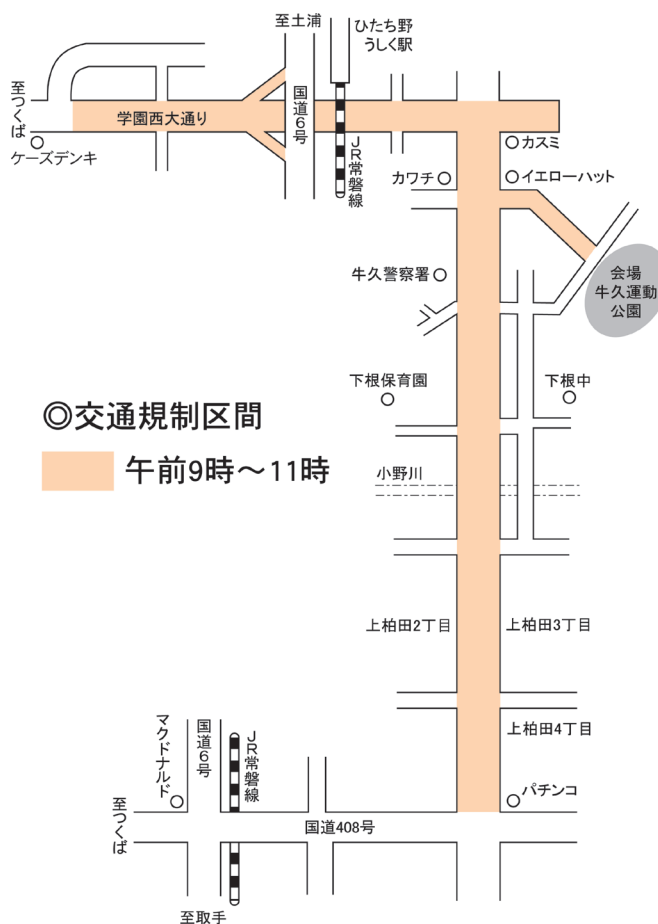 至土浦
ひたち野
うしく駅
至つくば
学園西大通り
国道6号
JR常磐線
ケーズデンキ
カスミ
カワチ
イエローハット
牛久警察署
会場
牛久運動
公園
下根保育園
下根中
◎交通規制区間
午前9時～11時
小野川
上柏田2丁目
上柏田3丁目
上柏田4丁目
マクドナルド
国道6号
JR常磐線
パチンコ
至つくば
国道408号
至取手